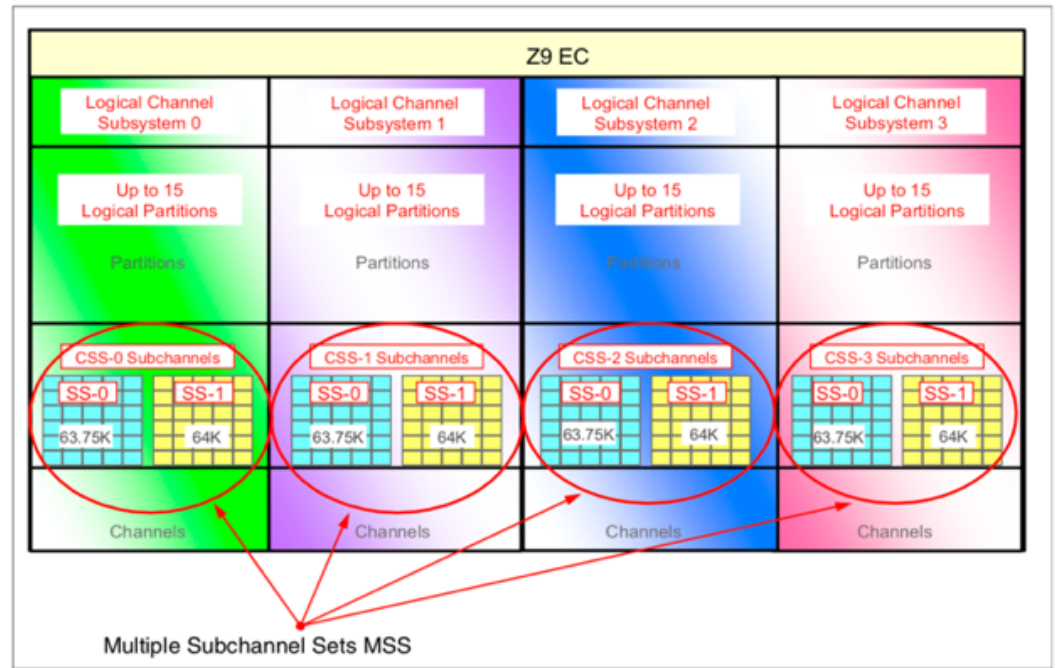 Z9 EC
Logical Channel
Subsystem 0
Logical Channel
Subsystem 1
Logical Channel
Subsystem 2
Logical Channel
Subsystem 3
Up to 15
Logical Partitions
Up to 15
Logical Partitions
Up to 15
Logical Partitions
Up to 15
Logical Partitions
Partitions
Partitions
Partitions
Partitions
CSS-0 Subchannels
CSS-1 Subchannels
CSS-2 Subchannels
CSS-3 Subchannels
SS-0
SS-1
SS-0
SS-1
SS-0
SS-1
SS-0
SS-1
63.75K
64K
63.75K
64K
63.75K
64K
63.75K
64K
Channels
Channels
Channels
Channels
Multiple Subchannel Sets MSS